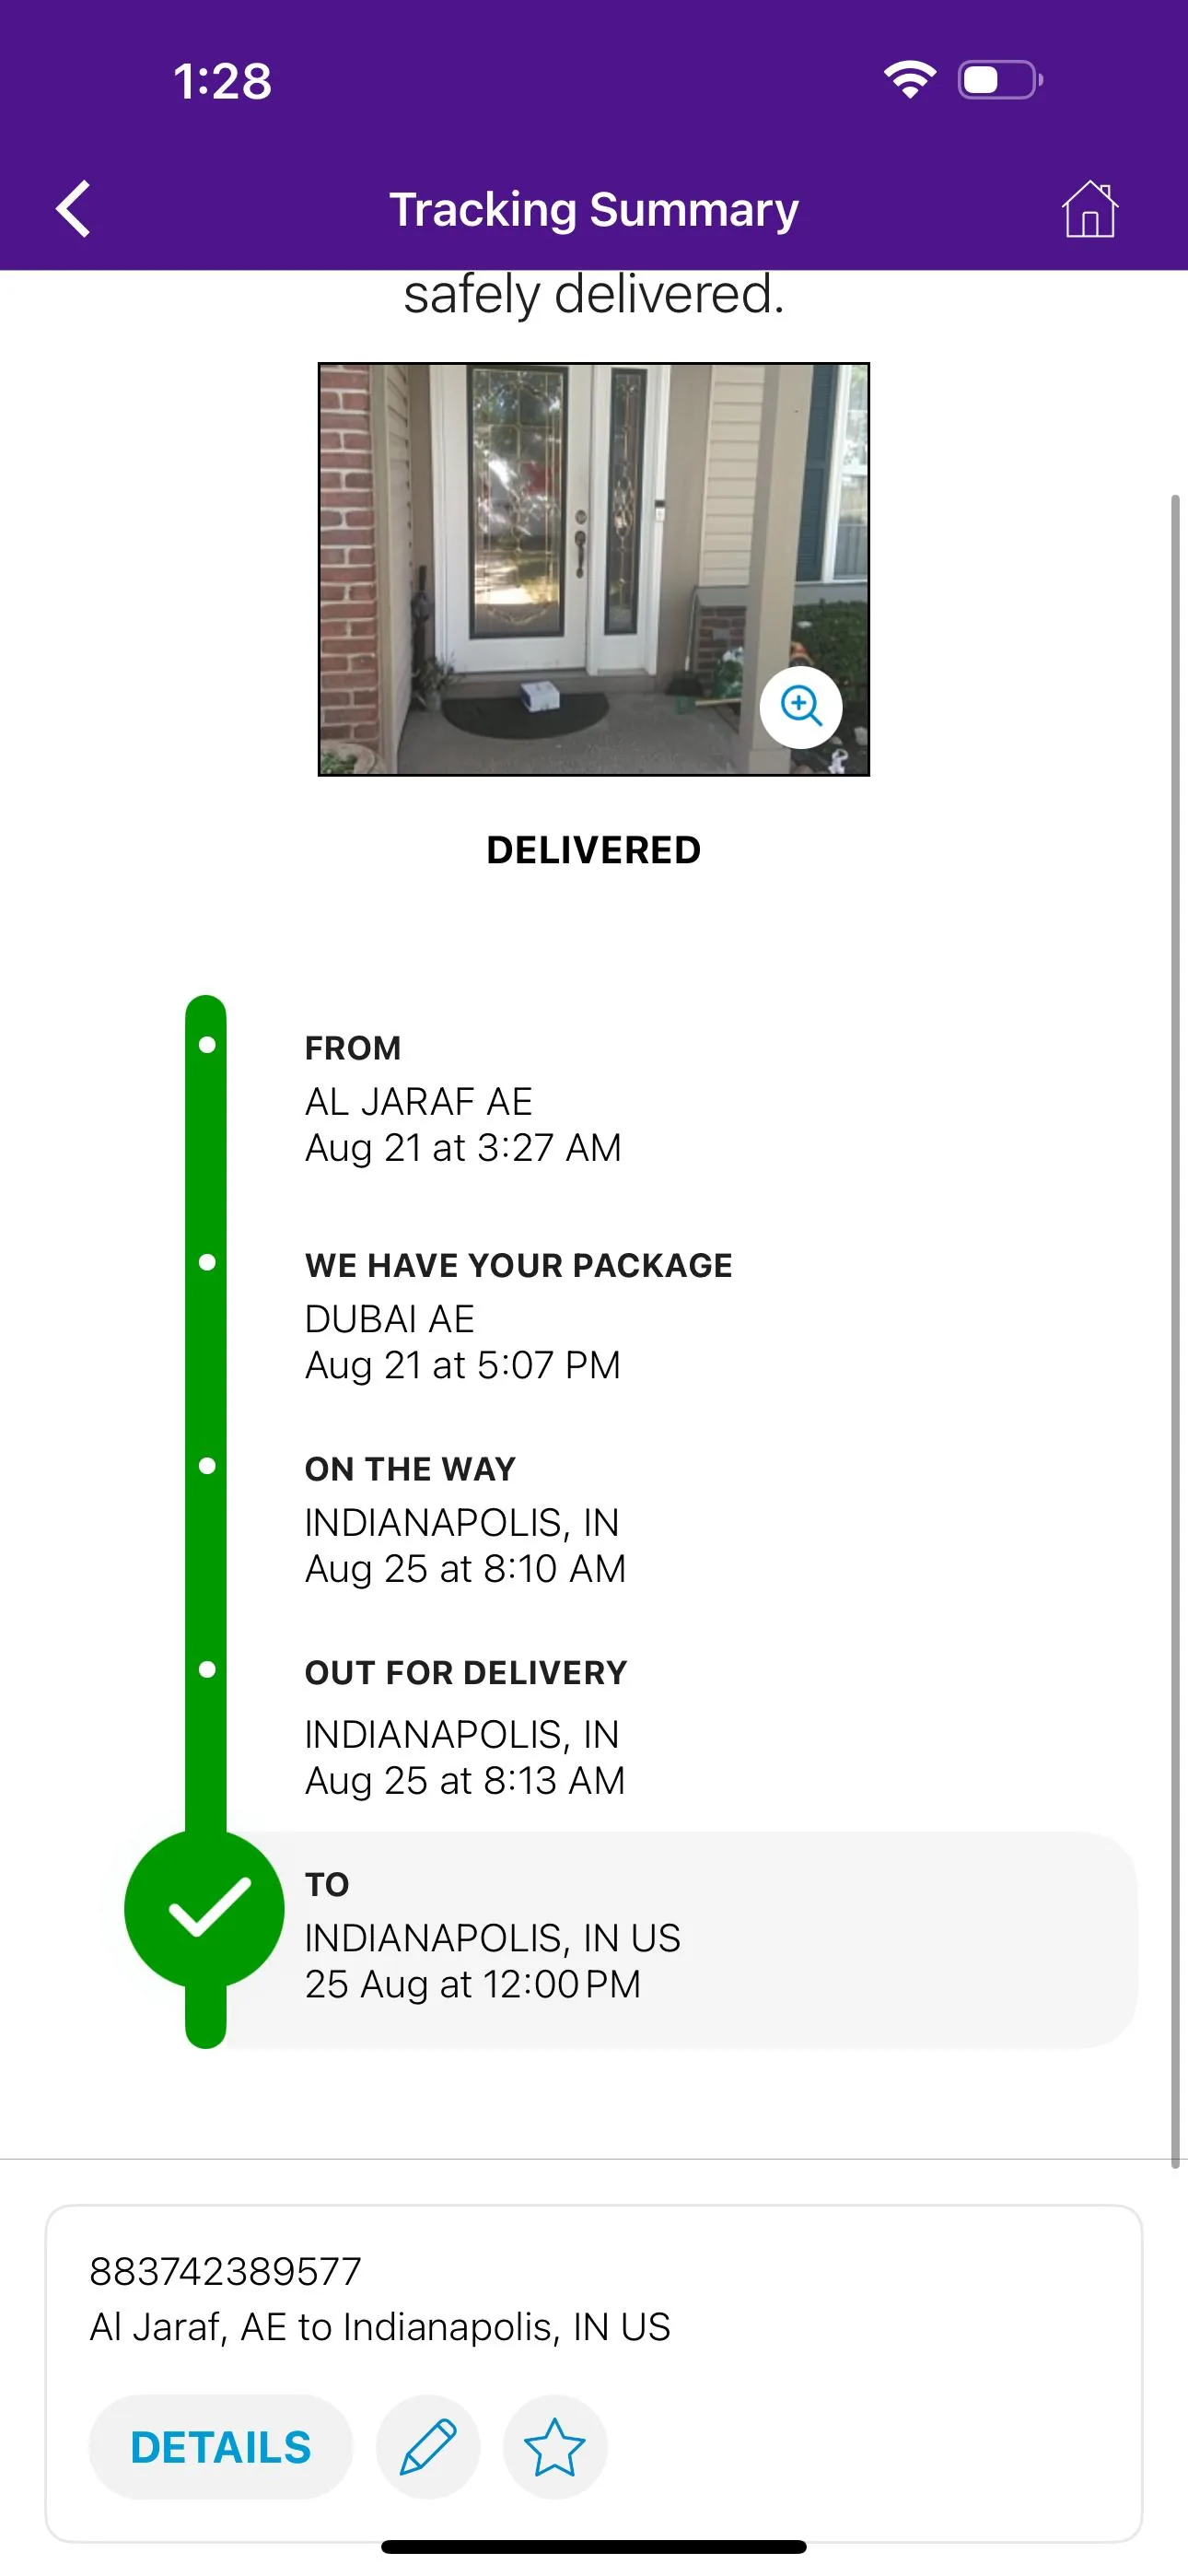 1:28
Tracking Summary
safely delivered.
DELIVERED
FROM
AL JARAF AE
Aug 21 at 3:27 AM
WE HAVE YOUR PACKAGE
DUBAI AE
Aug 21 at 5:07 PM
ON THE WAY
INDIANAPOLIS, IN
Aug 25 at 8:10 AM
OUT FOR DELIVERY
INDIANAPOLIS, IN
Aug 25 at 8:13 AM
TO
INDIANAPOLIS, IN US
25 Aug at 12:00 PM
883742389577
Al Jaraf, AE to Indianapolis, IN US
DETAILS